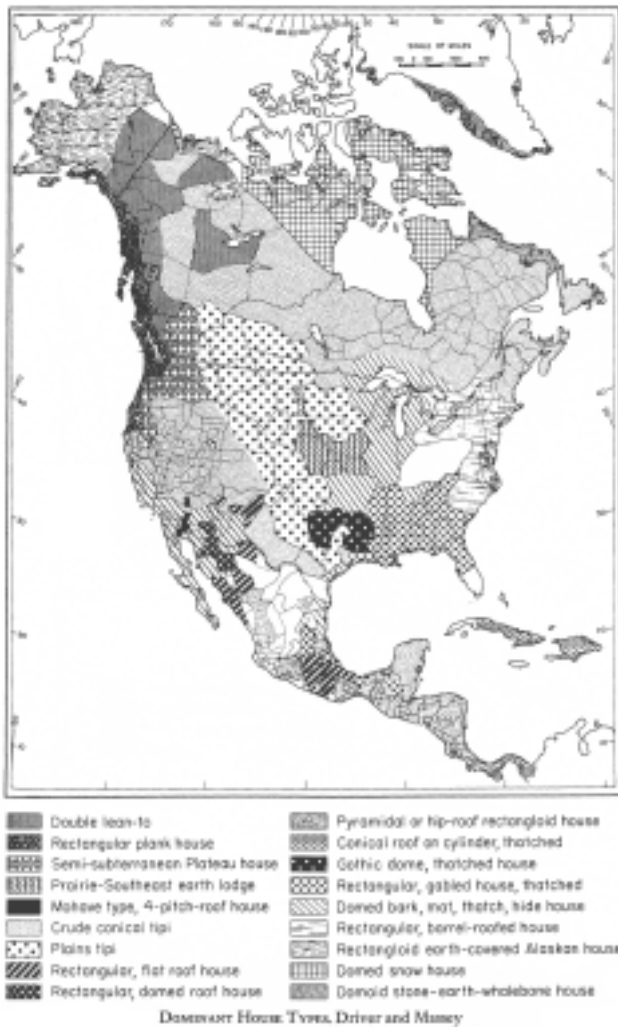 SCALE OF MILES
Double lean-to
Rectangular plank house
Semi-subterranean Plateau house
Prairie-Southeast earth lodge
Mohave type, 4-pitch-roof house
Crude conical tipi
Plains tipi
Rectangular, flat roof house
Rectangular, domed roof house
Pyramidal or hip-roof rectangloid house
Conical roof on cylinder, thatched
Gothic dome, thatched house
Rectangular, gabled house, thatched
Domed bark, mat, thatch, hide house
Rectangular, barrel-roofed house
Rectangloid earth-covered Alaskan house
Domed snow house
Domoid stone-earth-whalebone house
DOMINANT HOUSE TYPES, Driver and Massey